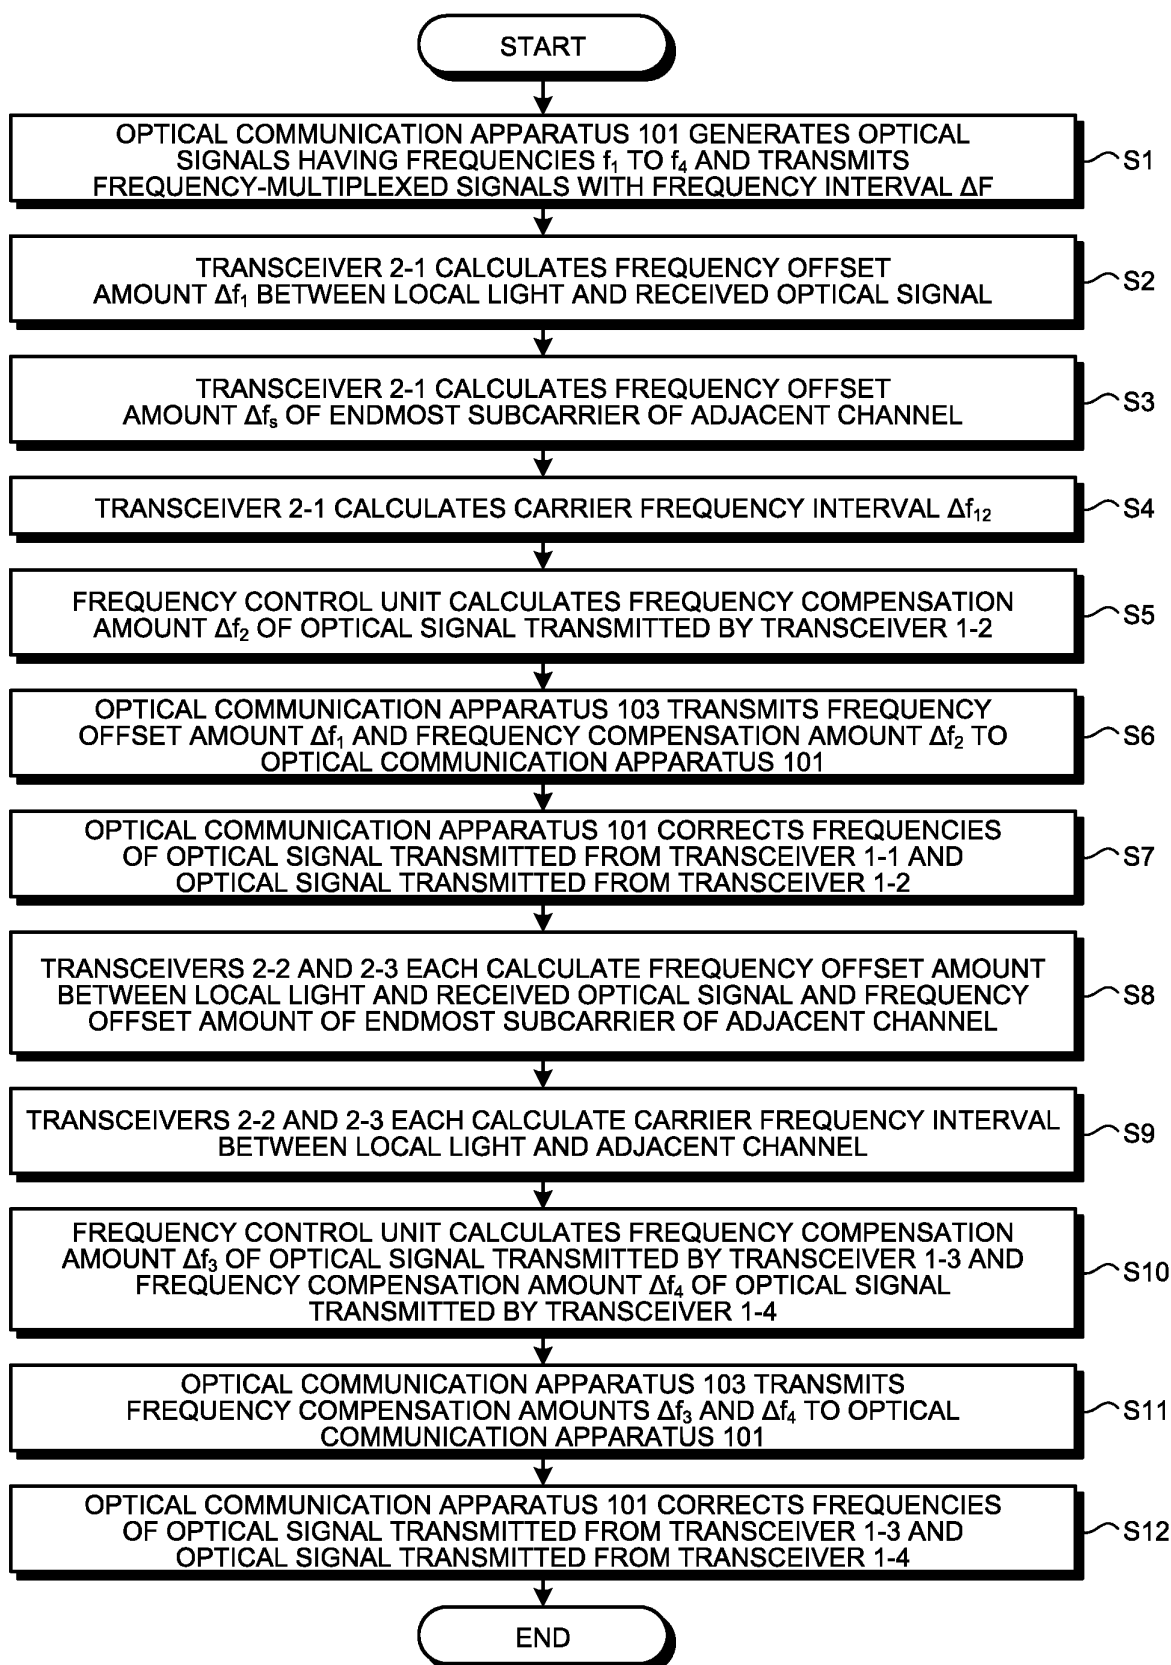 START
OPTICAL COMMUNICATION APPARATUS 101 GENERATES OPTICAL
SIGNALS HAVING FREQUENCIES f₁ TO f₄ AND TRANSMITS
FREQUENCY-MULTIPLEXED SIGNALS WITH FREQUENCY INTERVAL ΔF
S1
TRANSCEIVER 2-1 CALCULATES FREQUENCY OFFSET
AMOUNT Δf₁ BETWEEN LOCAL LIGHT AND RECEIVED OPTICAL SIGNAL
S2
TRANSCEIVER 2-1 CALCULATES FREQUENCY OFFSET
AMOUNT Δfₛ OF ENDMOST SUBCARRIER OF ADJACENT CHANNEL
S3
TRANSCEIVER 2-1 CALCULATES CARRIER FREQUENCY INTERVAL Δf₁₂
S4
FREQUENCY CONTROL UNIT CALCULATES FREQUENCY COMPENSATION
AMOUNT Δf₂ OF OPTICAL SIGNAL TRANSMITTED BY TRANSCEIVER 1-2
S5
OPTICAL COMMUNICATION APPARATUS 103 TRANSMITS FREQUENCY
OFFSET AMOUNT Δf₁ AND FREQUENCY COMPENSATION AMOUNT Δf₂ TO
OPTICAL COMMUNICATION APPARATUS 101
S6
OPTICAL COMMUNICATION APPARATUS 101 CORRECTS FREQUENCIES
OF OPTICAL SIGNAL TRANSMITTED FROM TRANSCEIVER 1-1 AND
OPTICAL SIGNAL TRANSMITTED FROM TRANSCEIVER 1-2
S7
TRANSCEIVERS 2-2 AND 2-3 EACH CALCULATE FREQUENCY OFFSET AMOUNT
BETWEEN LOCAL LIGHT AND RECEIVED OPTICAL SIGNAL AND FREQUENCY
OFFSET AMOUNT OF ENDMOST SUBCARRIER OF ADJACENT CHANNEL
S8
TRANSCEIVERS 2-2 AND 2-3 EACH CALCULATE CARRIER FREQUENCY INTERVAL
BETWEEN LOCAL LIGHT AND ADJACENT CHANNEL
S9
FREQUENCY CONTROL UNIT CALCULATES FREQUENCY COMPENSATION
AMOUNT Δf₃ OF OPTICAL SIGNAL TRANSMITTED BY TRANSCEIVER 1-3 AND
FREQUENCY COMPENSATION AMOUNT Δf₄ OF OPTICAL SIGNAL
TRANSMITTED BY TRANSCEIVER 1-4
S10
OPTICAL COMMUNICATION APPARATUS 103 TRANSMITS
FREQUENCY COMPENSATION AMOUNTS Δf₃ AND Δf₄ TO OPTICAL
COMMUNICATION APPARATUS 101
S11
OPTICAL COMMUNICATION APPARATUS 101 CORRECTS FREQUENCIES
OF OPTICAL SIGNAL TRANSMITTED FROM TRANSCEIVER 1-3 AND
OPTICAL SIGNAL TRANSMITTED FROM TRANSCEIVER 1-4
S12
END